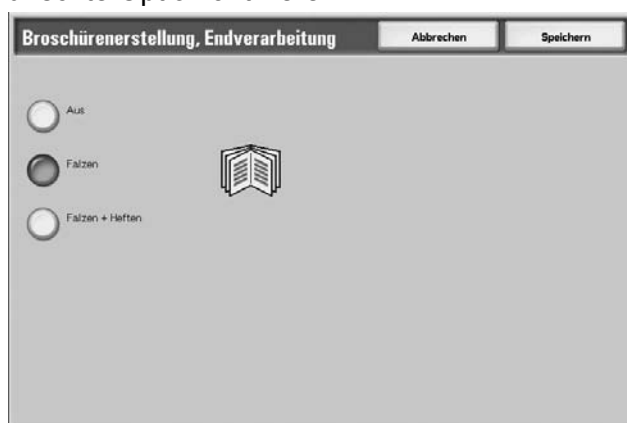 Broschürenerstellung, Endverarbeitung
Abbrechen
Speichern
Aus
Falzen
Falzen + Heften